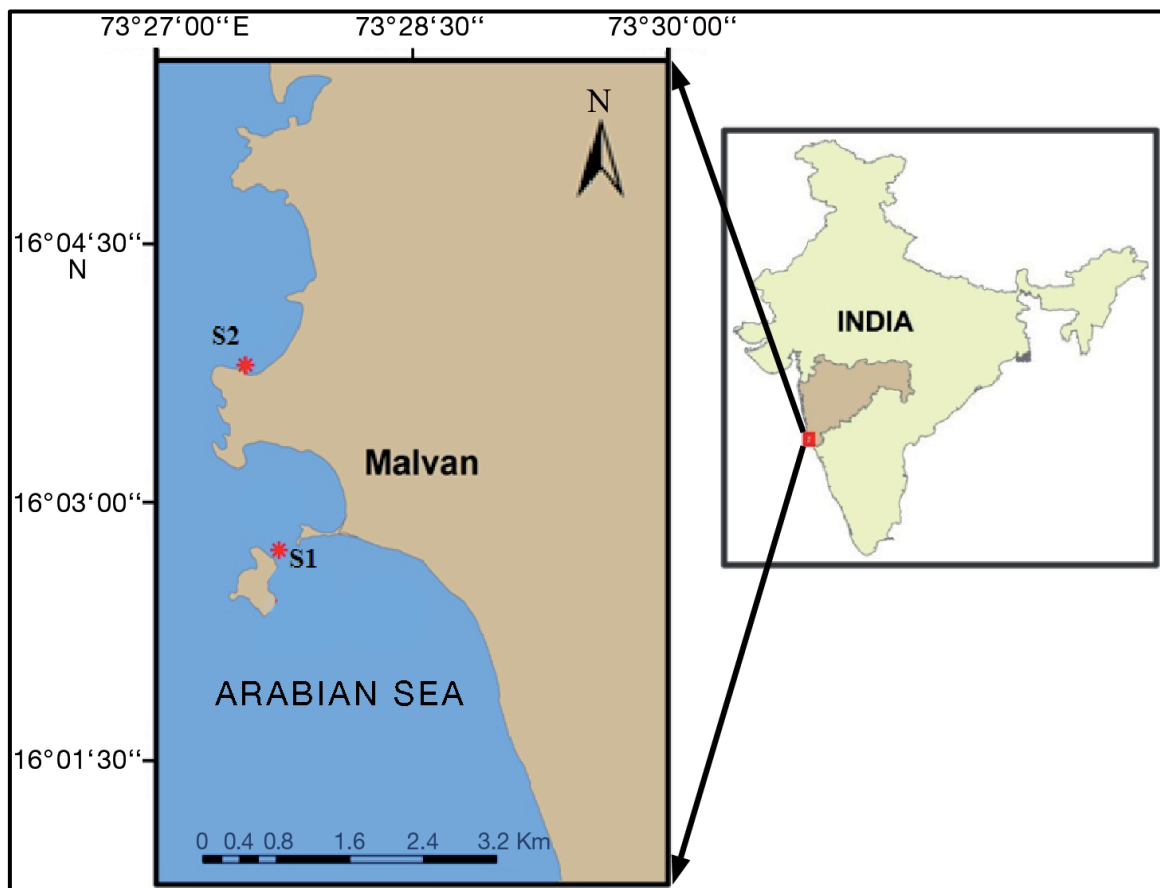 73°27'00‘‘E
73°28'30‘‘
73°30'00‘‘
N
16°04‘30‘‘
N
S2
INDIA
Malvan
16°03‘00‘‘
S1
ARABIAN SEA
16°01‘30‘‘
0 0.4 0.8 1.6 2.4 3.2 Km